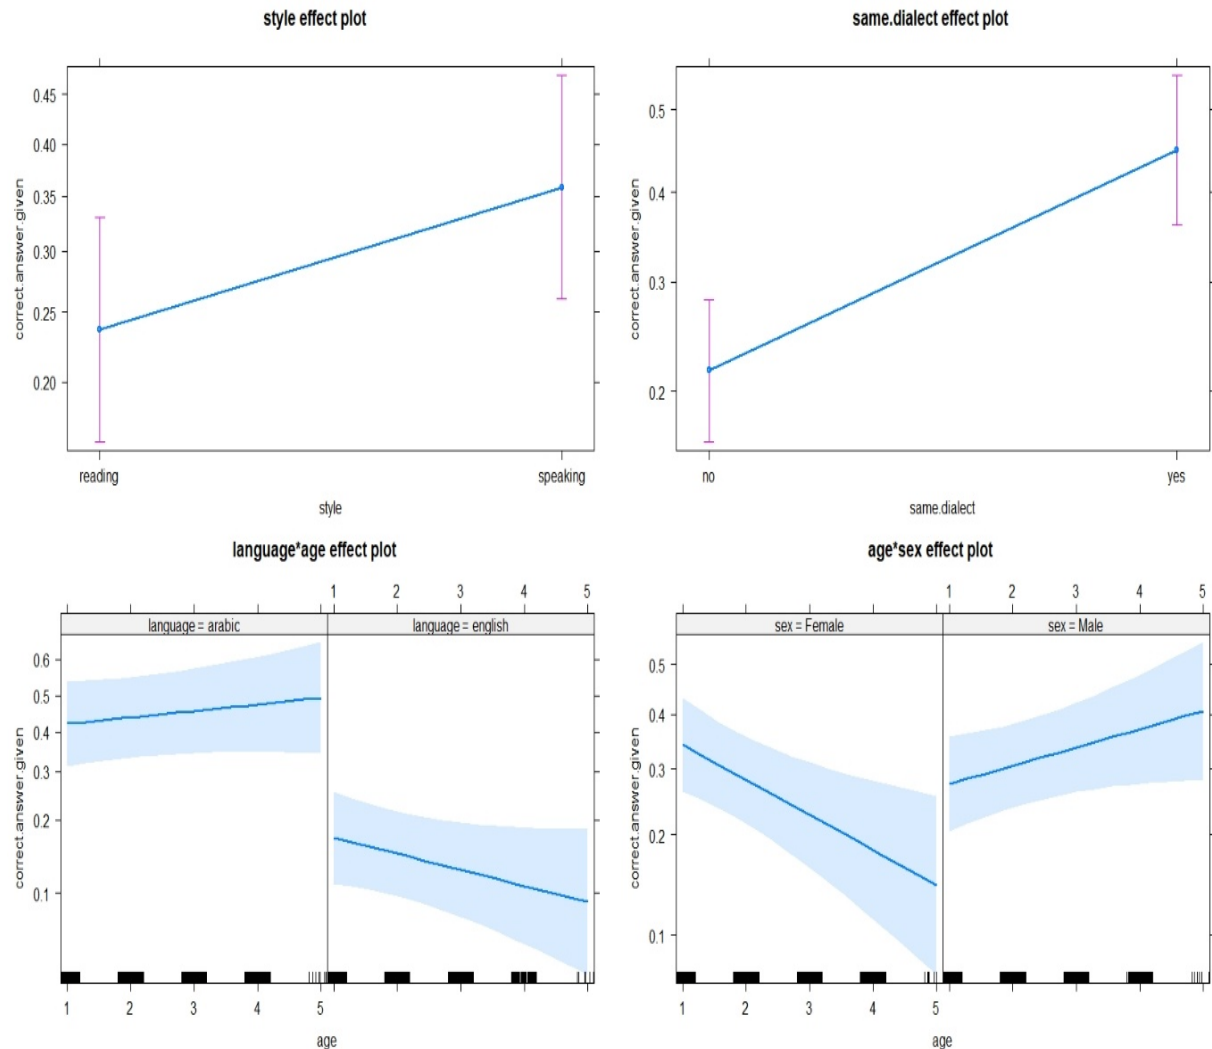 style effect plot
correct.answer.given
0.45
0.40
0.35
0.30
0.25
0.20
reading speaking
style
same.dialect effect plot
correct.answer.given
0.5
0.4
0.3
0.2
no yes
same.dialect
language*age effect plot
1 2 3 4 5
language = arabic language = english
correct.answer.given
0.6
0.5
0.4
0.3
0.2
0.1
1 2 3 4 5
age
age*sex effect plot
1 2 3 4 5
sex = Female sex = Male
correct.answer.given
0.5
0.4
0.3
0.2
0.1
1 2 3 4 5
age